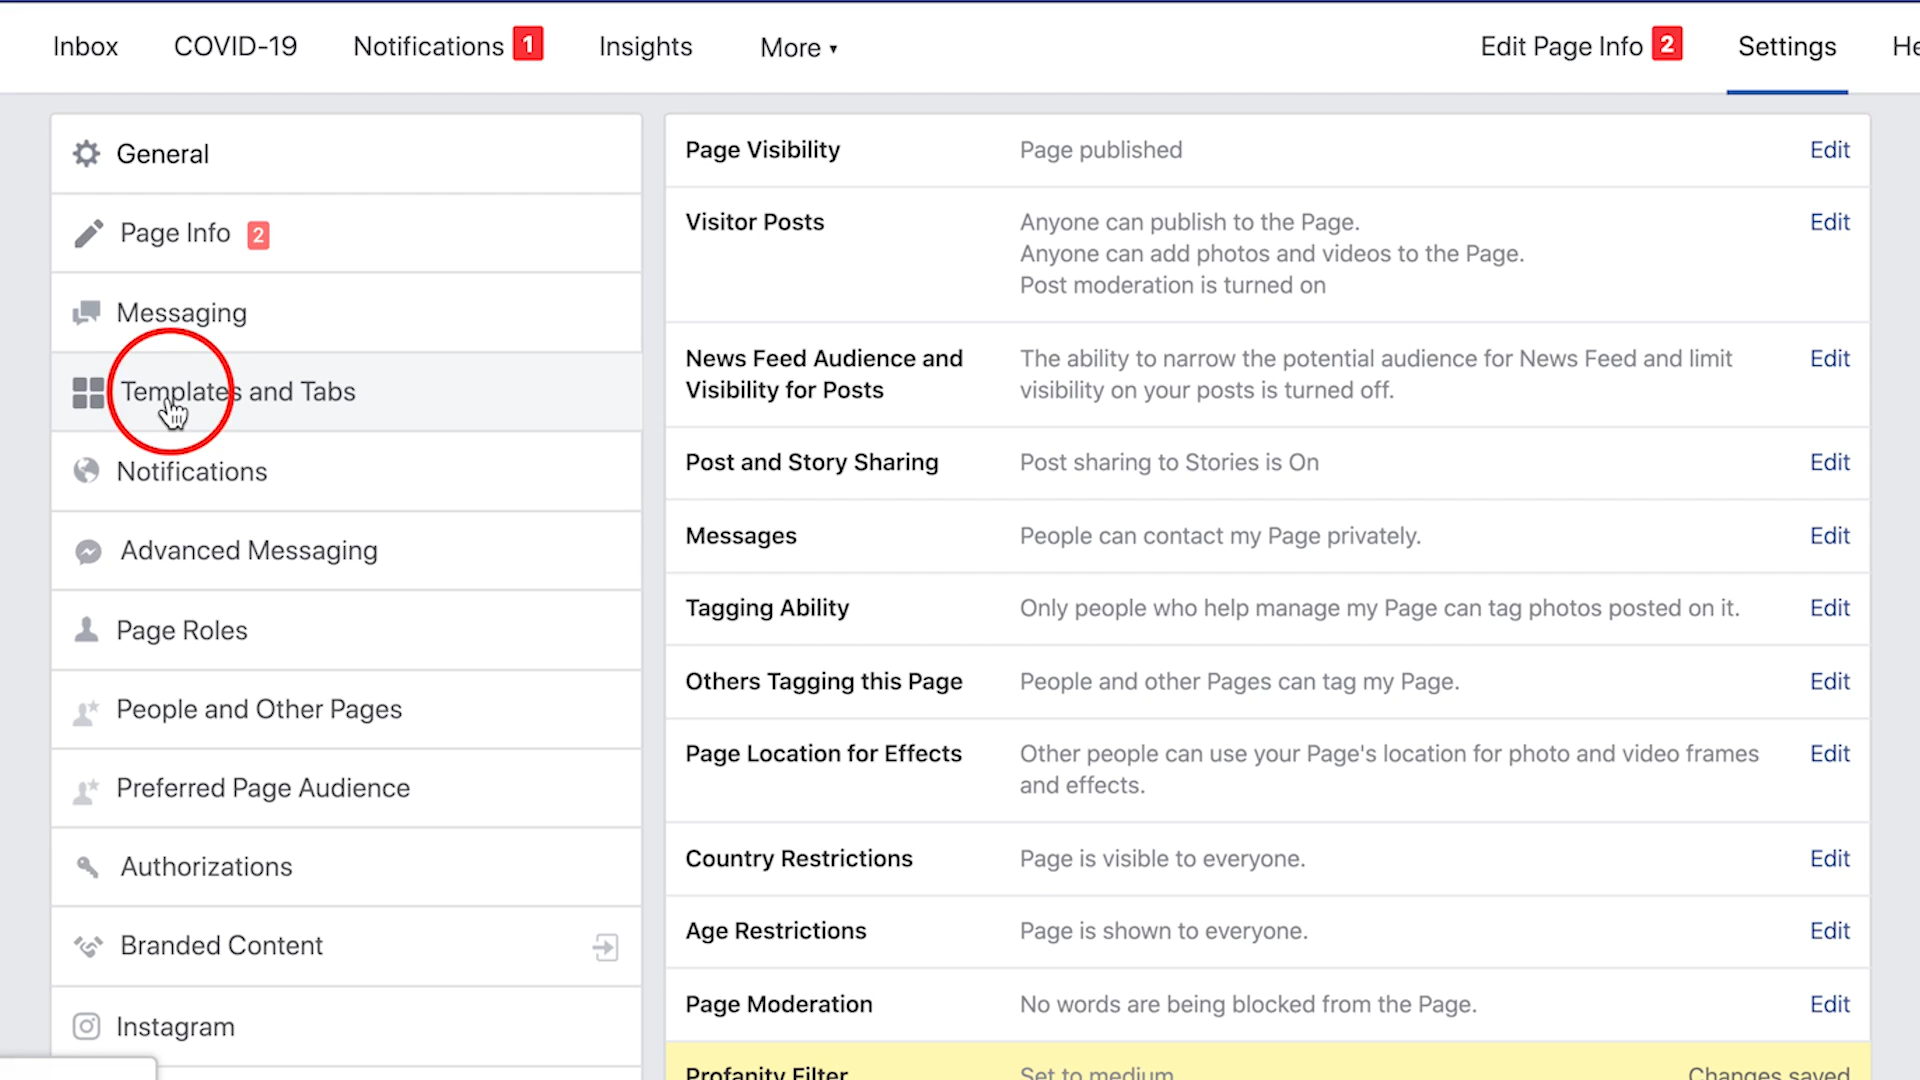 Inbox COVID-19 Notifications 1 Insights More ▾ Edit Page Info 2 Settings
General
Page Info 2
Messaging
Templates and Tabs
Notifications
Advanced Messaging
Page Roles
People and Other Pages
Preferred Page Audience
Authorizations
Branded Content
Instagram
Page Visibility Page published Edit
Visitor Posts Anyone can publish to the Page. Edit
Anyone can add photos and videos to the Page.
Post moderation is turned on
News Feed Audience and The ability to narrow the potential audience for News Feed and limit Edit
Visibility for Posts visibility on your posts is turned off.
Post and Story Sharing Post sharing to Stories is On Edit
Messages People can contact my Page privately. Edit
Tagging Ability Only people who help manage my Page can tag photos posted on it. Edit
Others Tagging this Page People and other Pages can tag my Page. Edit
Page Location for Effects Other people can use your Page's location for photo and video frames Edit
and effects.
Country Restrictions Page is visible to everyone. Edit
Age Restrictions Page is shown to everyone. Edit
Page Moderation No words are being blocked from the Page. Edit
Profanity Filter Set to medium Changes saved